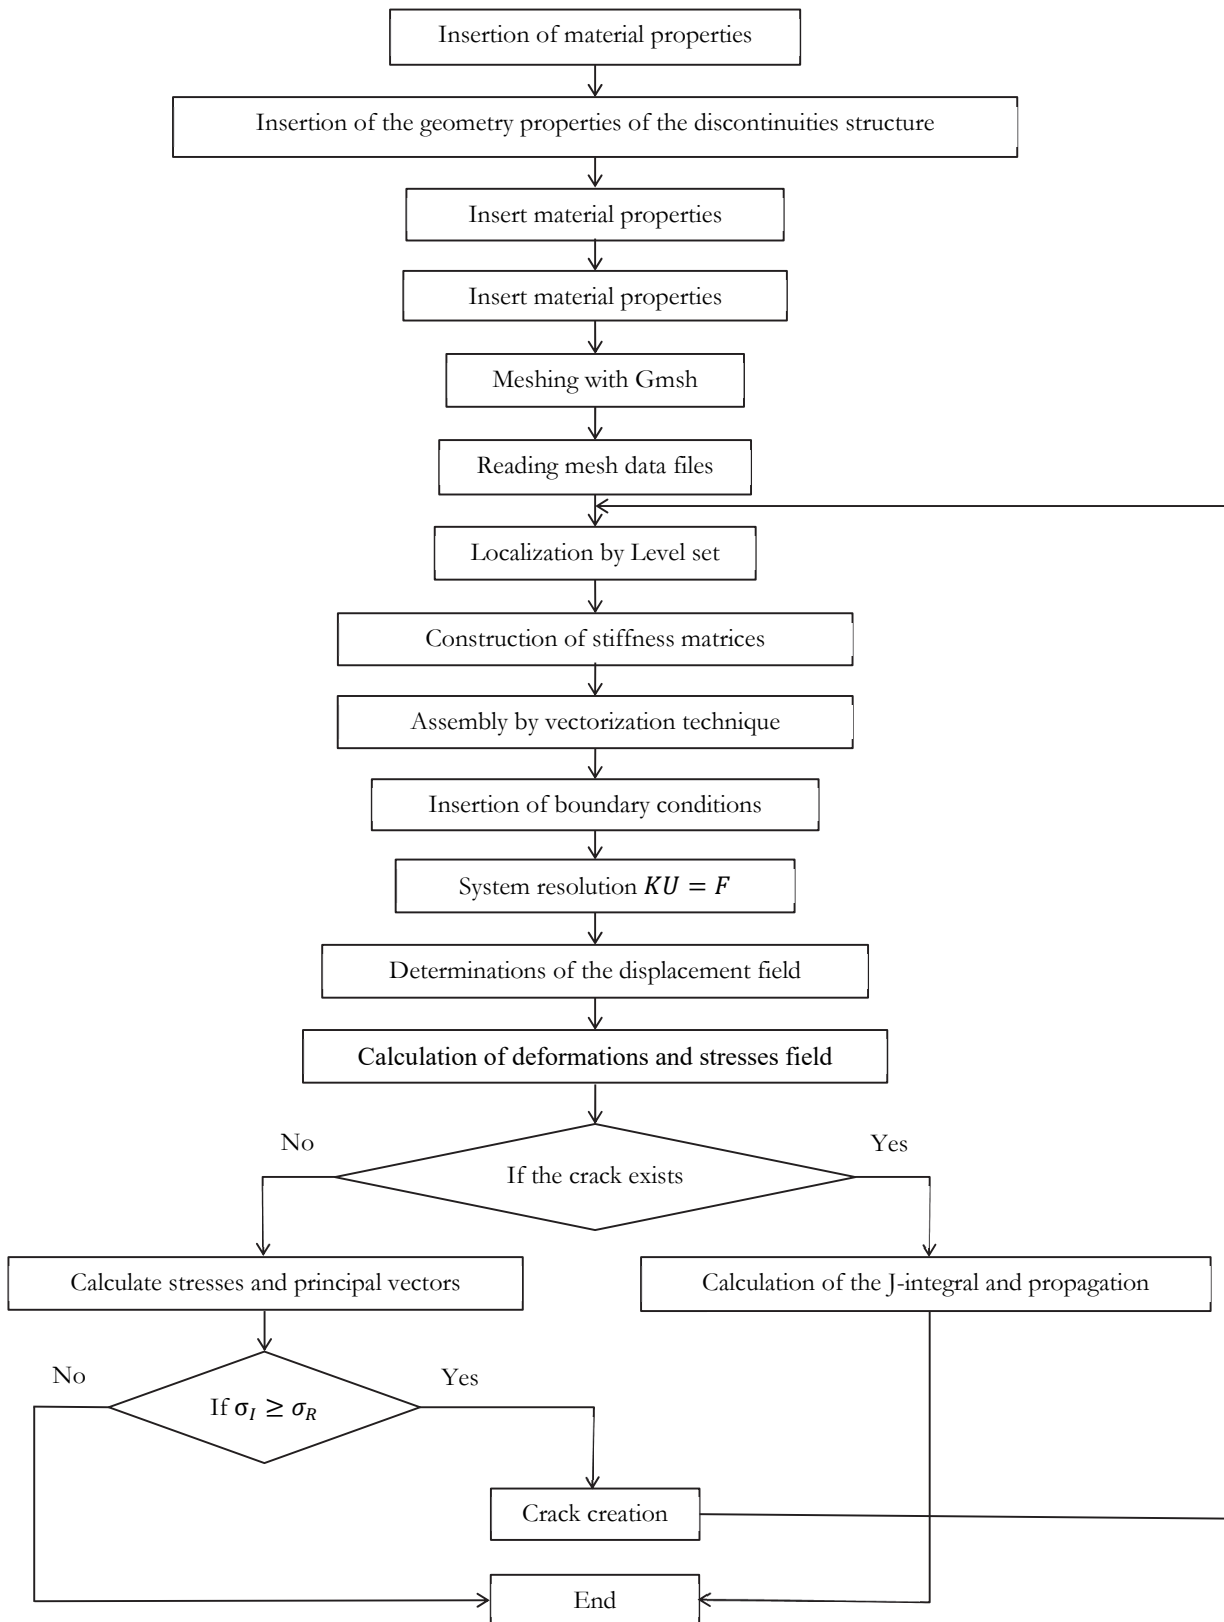 Insertion of material properties
Insertion of the geometry properties of the discontinuities structure
Insert material properties
Insert material properties
Meshing with Gmsh
Reading mesh data files
Localization by Level set
Construction of stiffness matrices
Assembly by vectorization technique
Insertion of boundary conditions
System resolution 𝐾𝑈 = 𝐹
Determinations of the displacement field
Calculation of deformations and stresses field
No
Yes
If the crack exists
Calculate stresses and principal vectors
Calculation of the J-integral and propagation
No
Yes
If σ_I ≥ σ_R
Crack creation
End